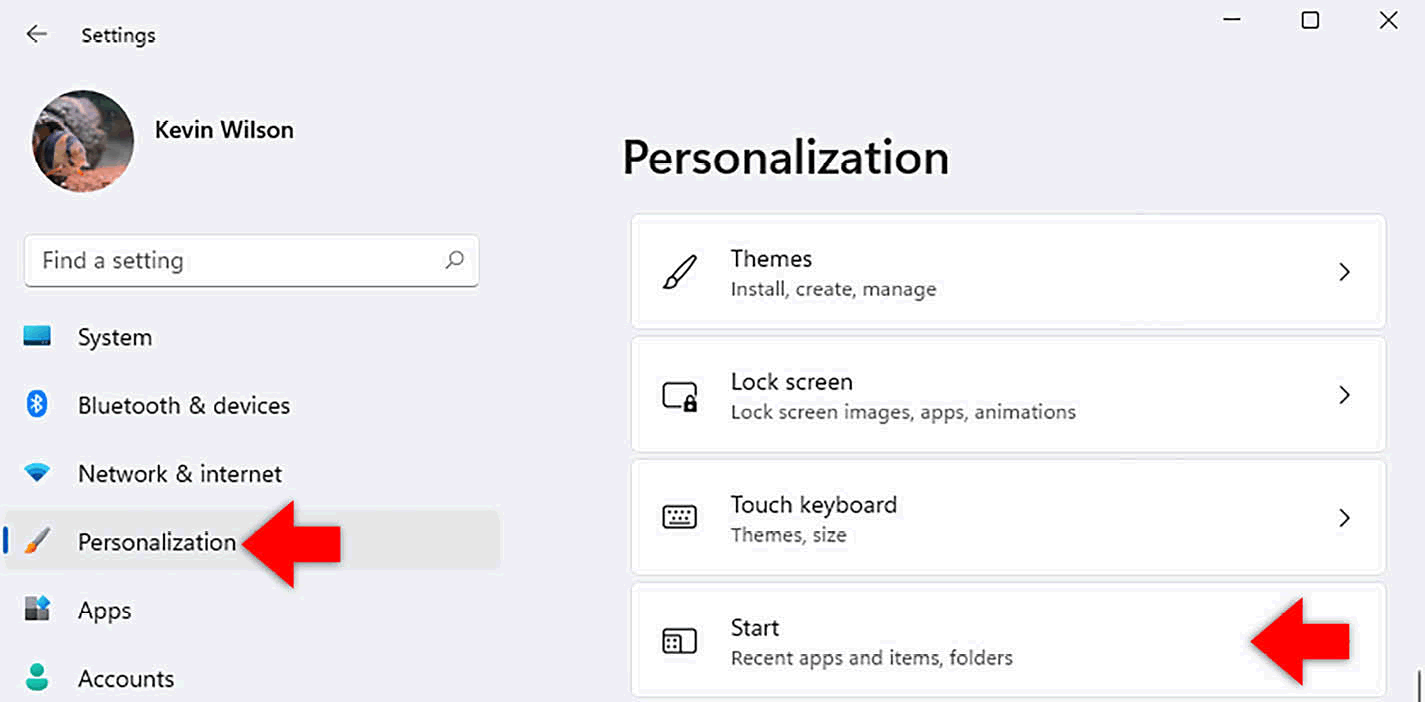 Settings
Kevin Wilson
Find a setting
System
Bluetooth & devices
Network & internet
Personalization
Apps
Accounts
Personalization
Themes
Install, create, manage
Lock screen
Lock screen images, apps, animations
Touch keyboard
Themes, size
Start
Recent apps and items, folders